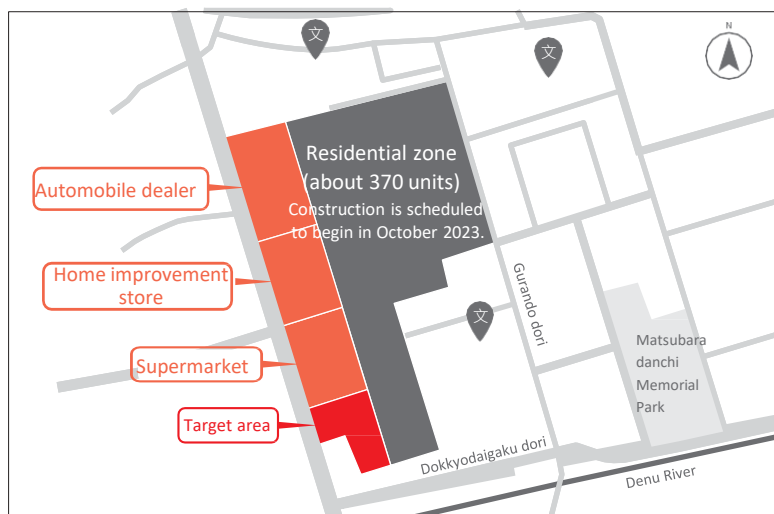 N
文
文
Residential zone
(about 370 units)
Construction is scheduled
to begin in October 2023.
Automobile dealer
Home improvement
store
Gurando dori
文
Supermarket
Matsubara
danchi
Memorial
Park
Target area
Dokkyodaigaku dori
Denu River